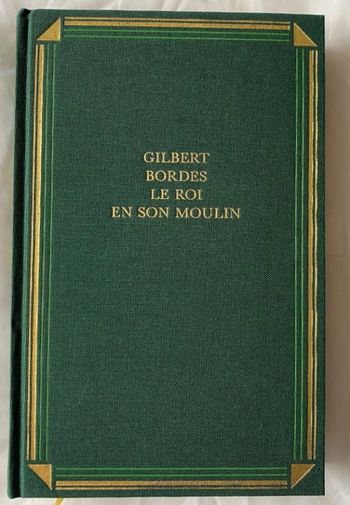 GILBERT
BORDES
LE ROI
EN SON MOULIN